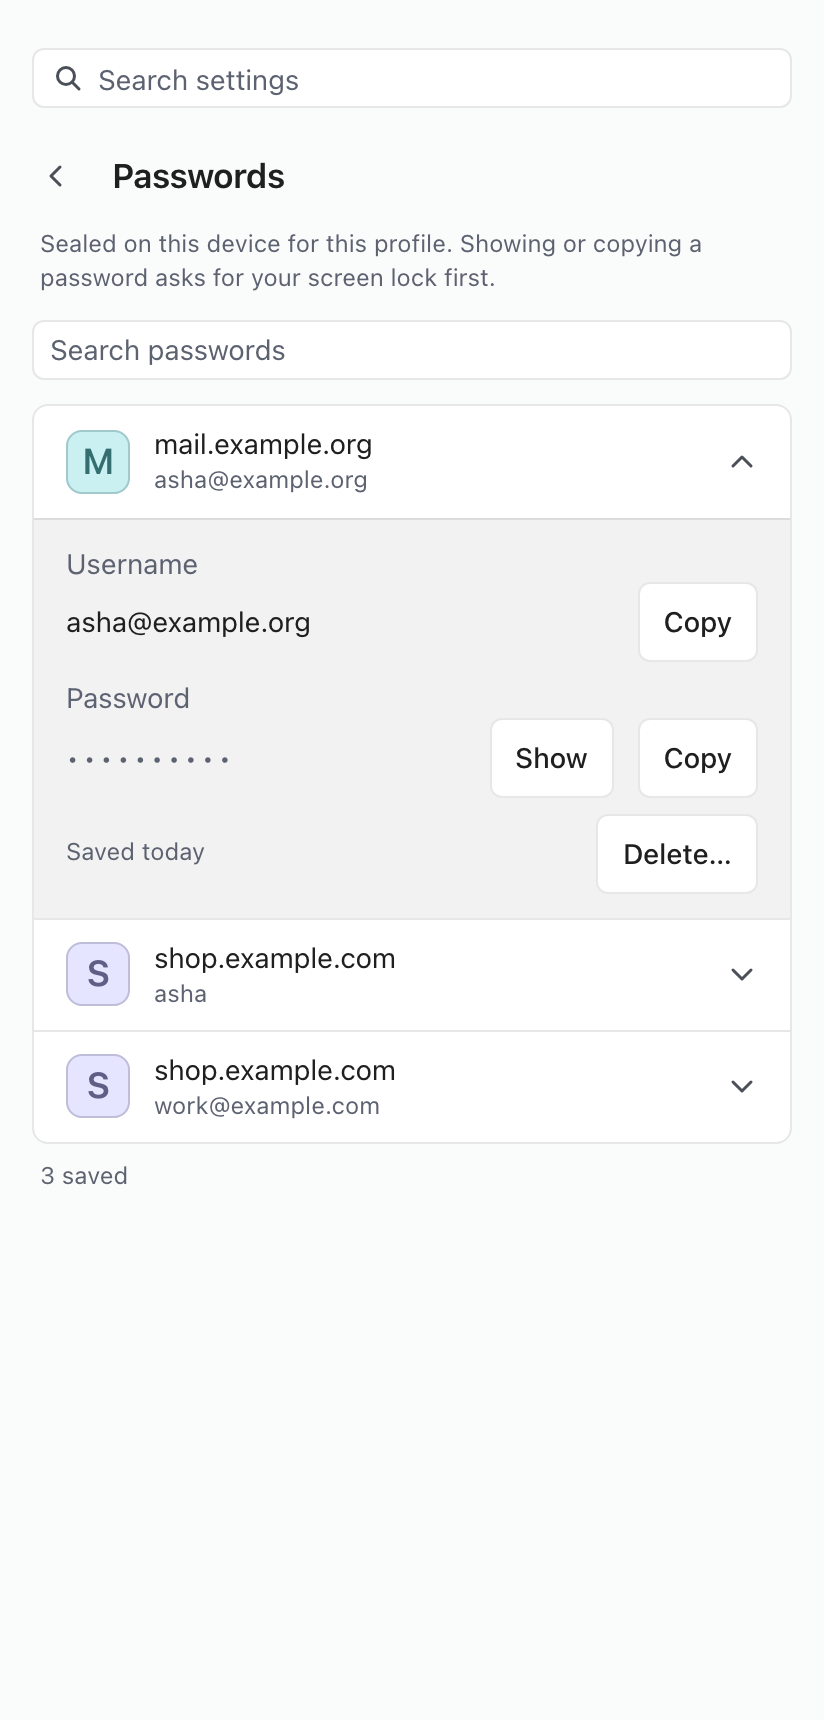 Search settings
Passwords
Sealed on this device for this profile. Showing or copying a
password asks for your screen lock first.
Search passwords
M
mail.example.org
asha@example.org
Username
asha@example.org
Copy
Password
••••••••••
Show
Copy
Saved today
Delete...
S
shop.example.com
asha
S
shop.example.com
work@example.com
3 saved